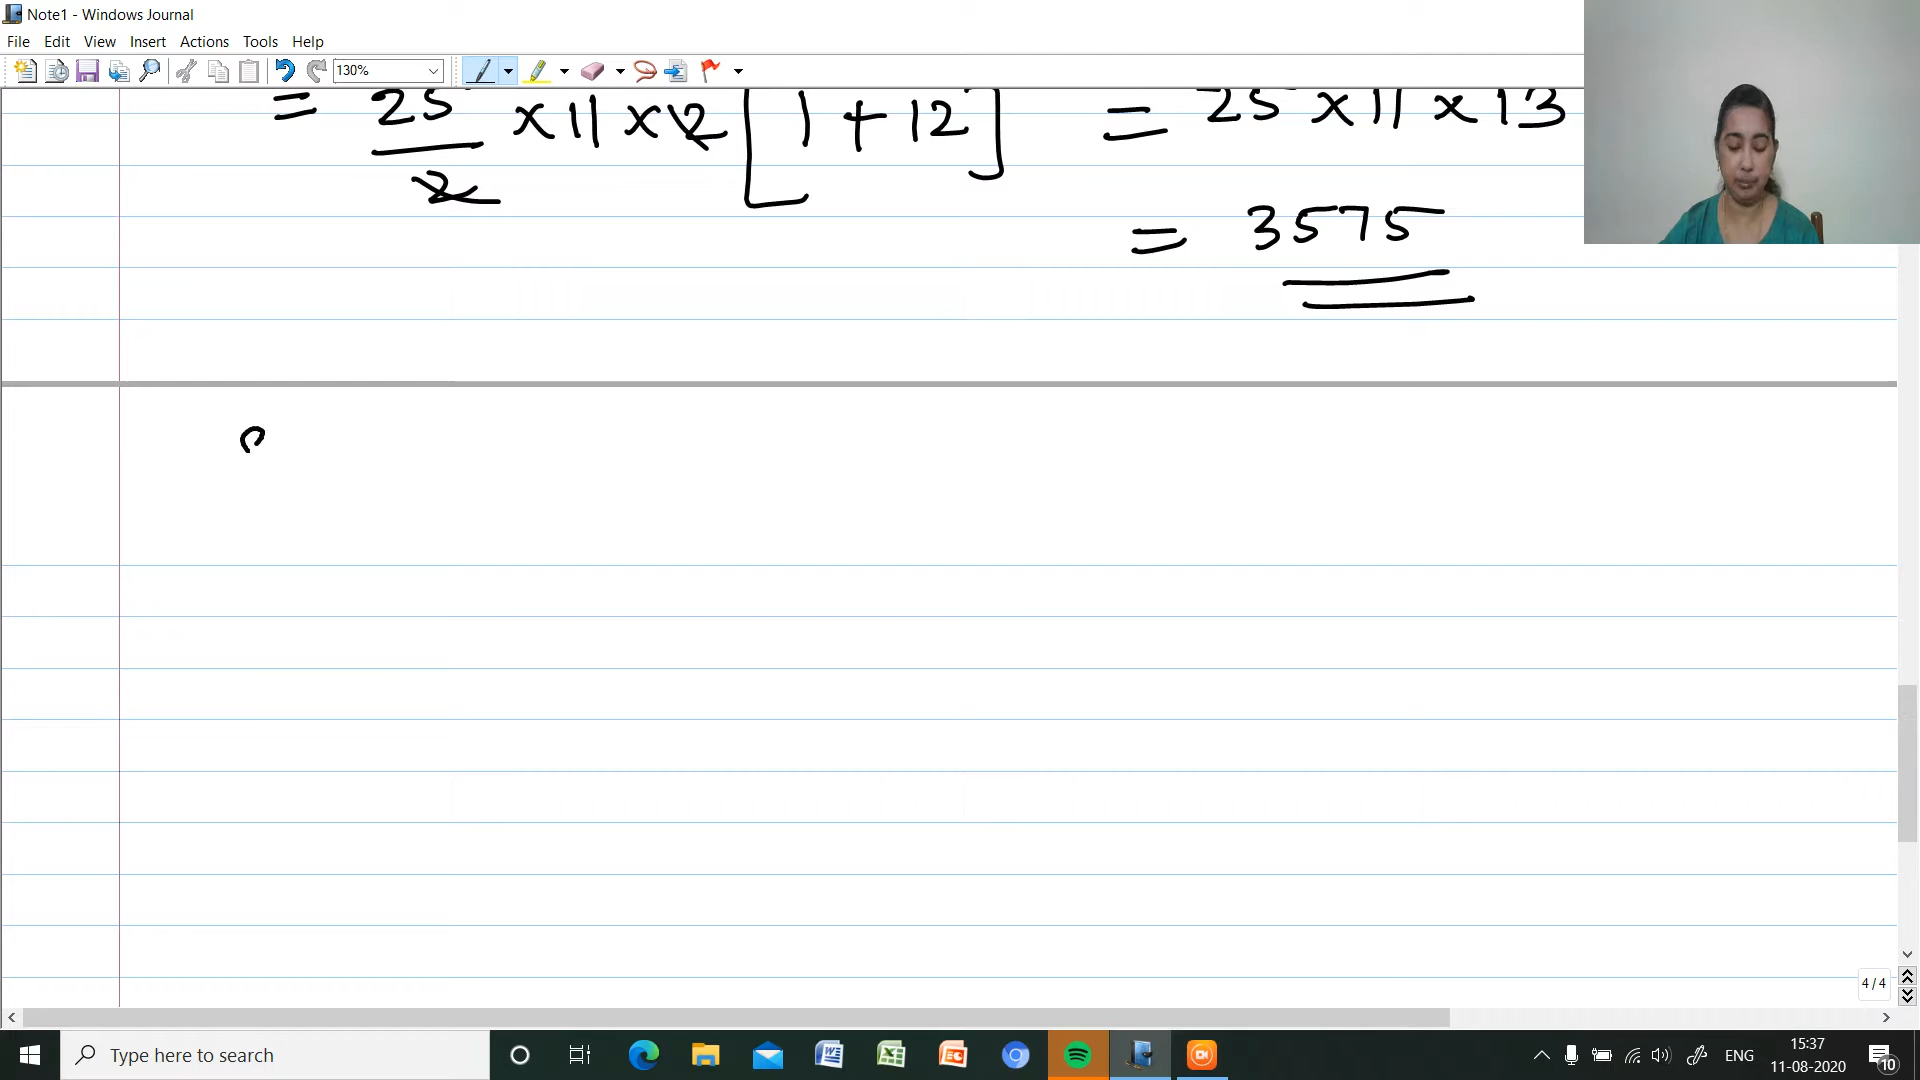 Note1 - Windows Journal
File Edit View Insert Actions Tools Help
130%
= 25/2 x 11 x 12 [ 1 + 12 ] = 25 x 11 x 13
= 3575
4 / 4
Type here to search
ENG
15:37
11-08-2020
10